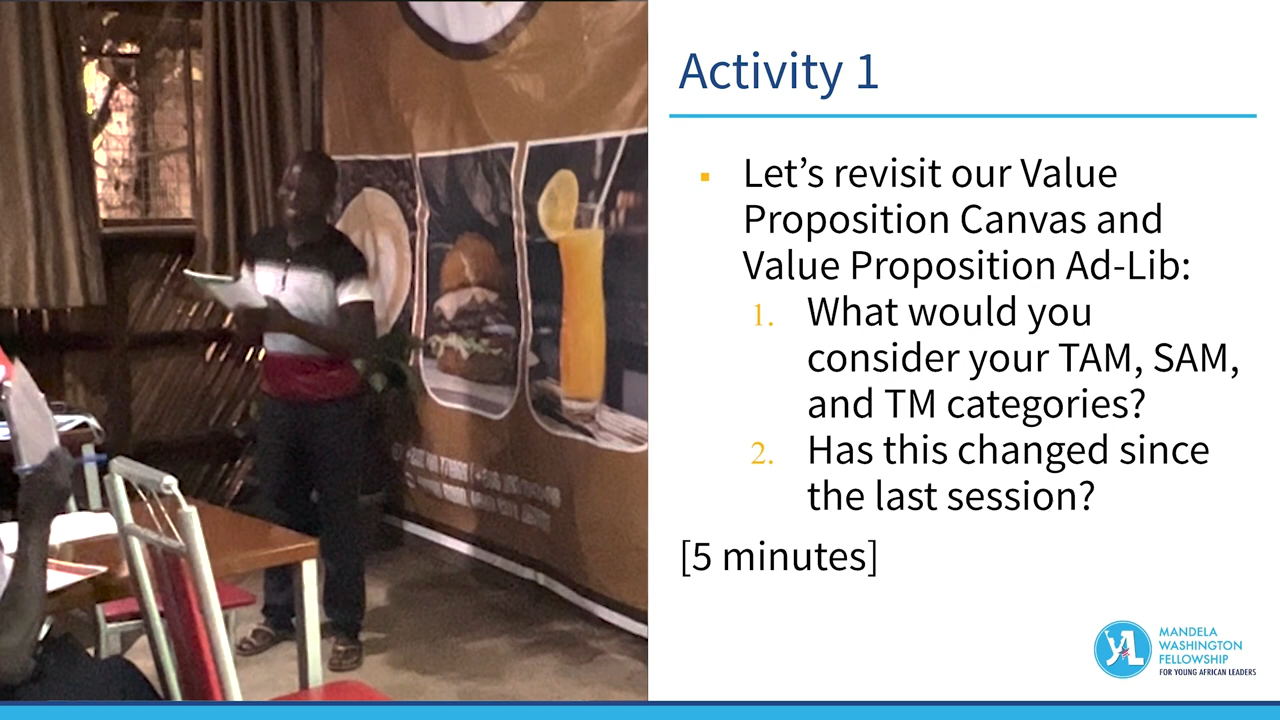 Activity 1
▪ Let’s revisit our Value
Proposition Canvas and
Value Proposition Ad-Lib:
1. What would you
consider your TAM, SAM,
and TM categories?
2. Has this changed since
the last session?
[5 minutes]
YAL
MANDELA
WASHINGTON
FELLOWSHIP
FOR YOUNG AFRICAN LEADERS